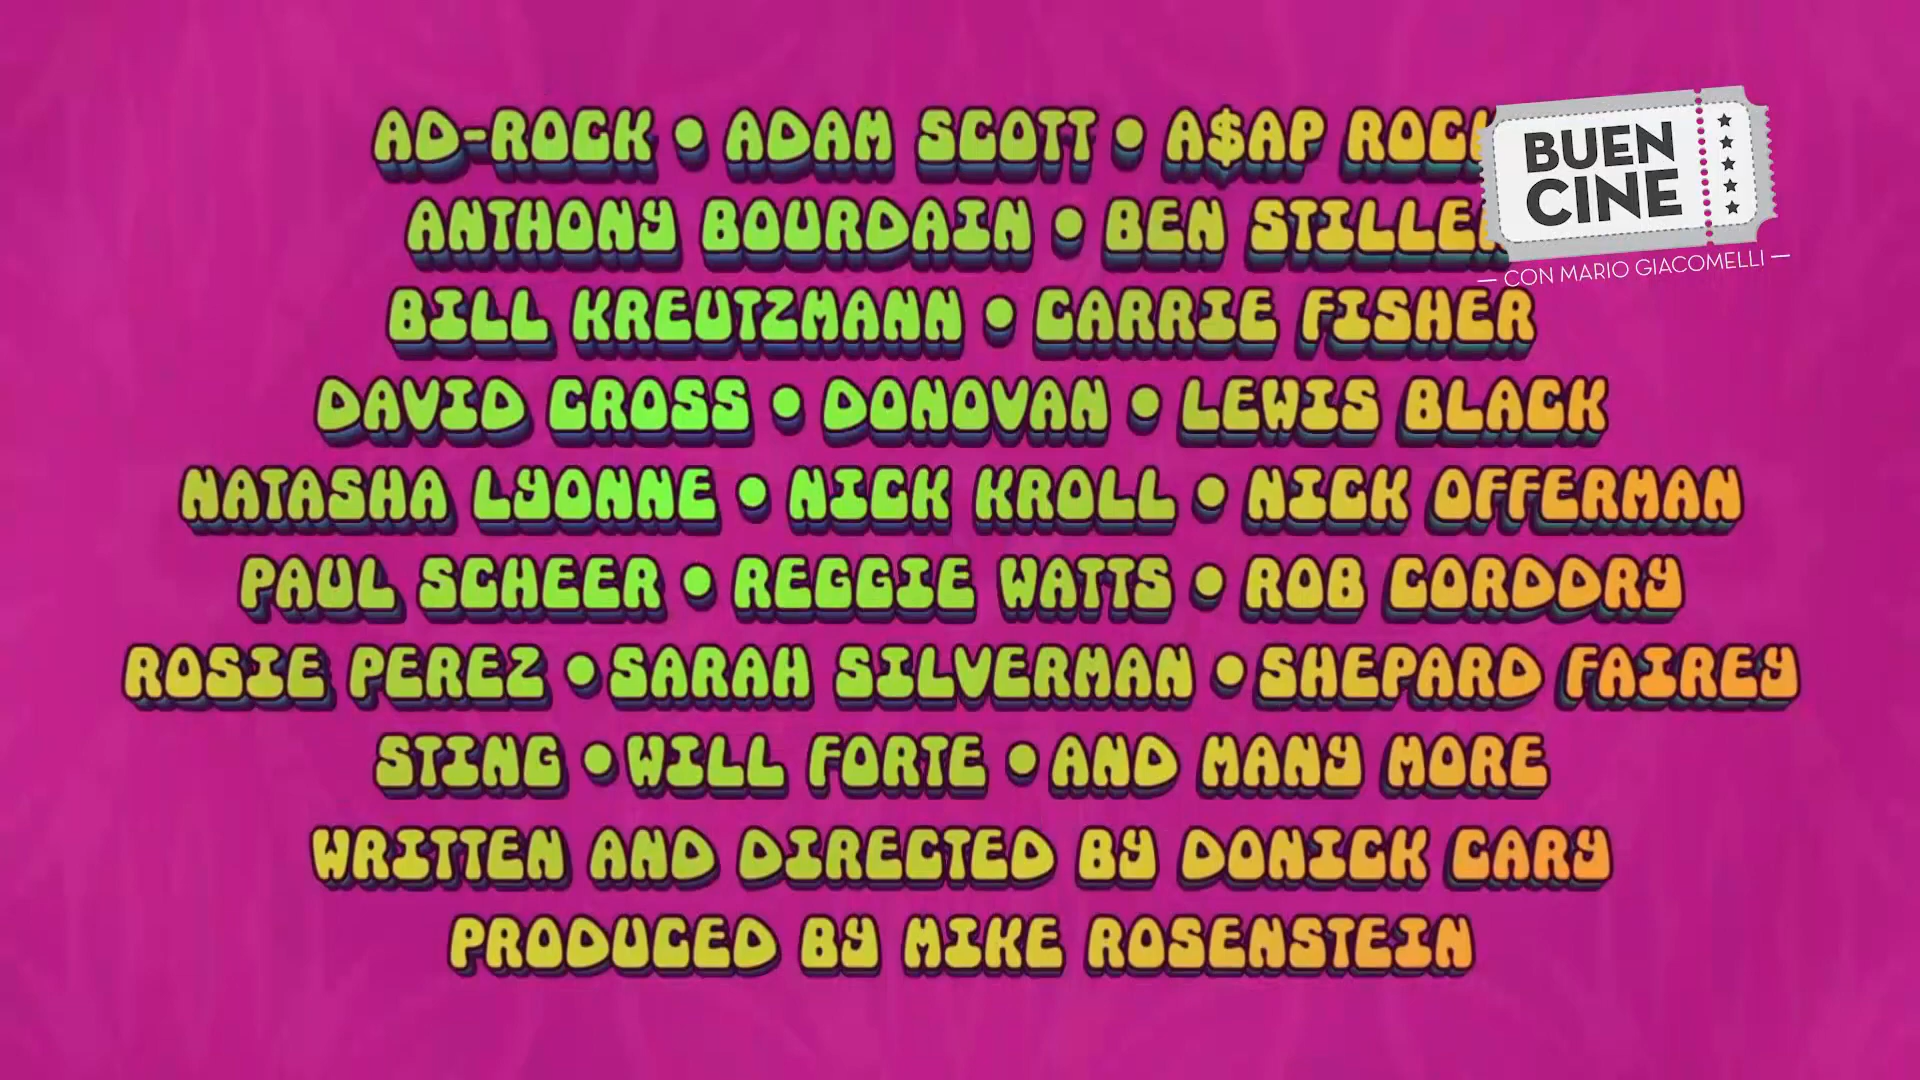 AD-ROCK • ADAM SCOTT • A$AP
ANTHONY BOURDAIN • BEN
BILL KREUTZMANN • CARRIE FISHER
DAVID CROSS • DONOVAN • LEWIS BLACK
NATASHA LYONNE • NICK KROLL • NICK OFFERMAN
PAUL SCHEER • REGGIE WATTS • ROB CORDDRY
ROSIE PEREZ • SARAH SILVERMAN • SHEPARD FAIREY
STING • WILL FORTE • AND MANY MORE
WRITTEN AND DIRECTED BY DONICK CARY
PRODUCED BY MIKE ROSENSTEIN
BUEN
CINE
— CON MARIO GIACOMELLI —